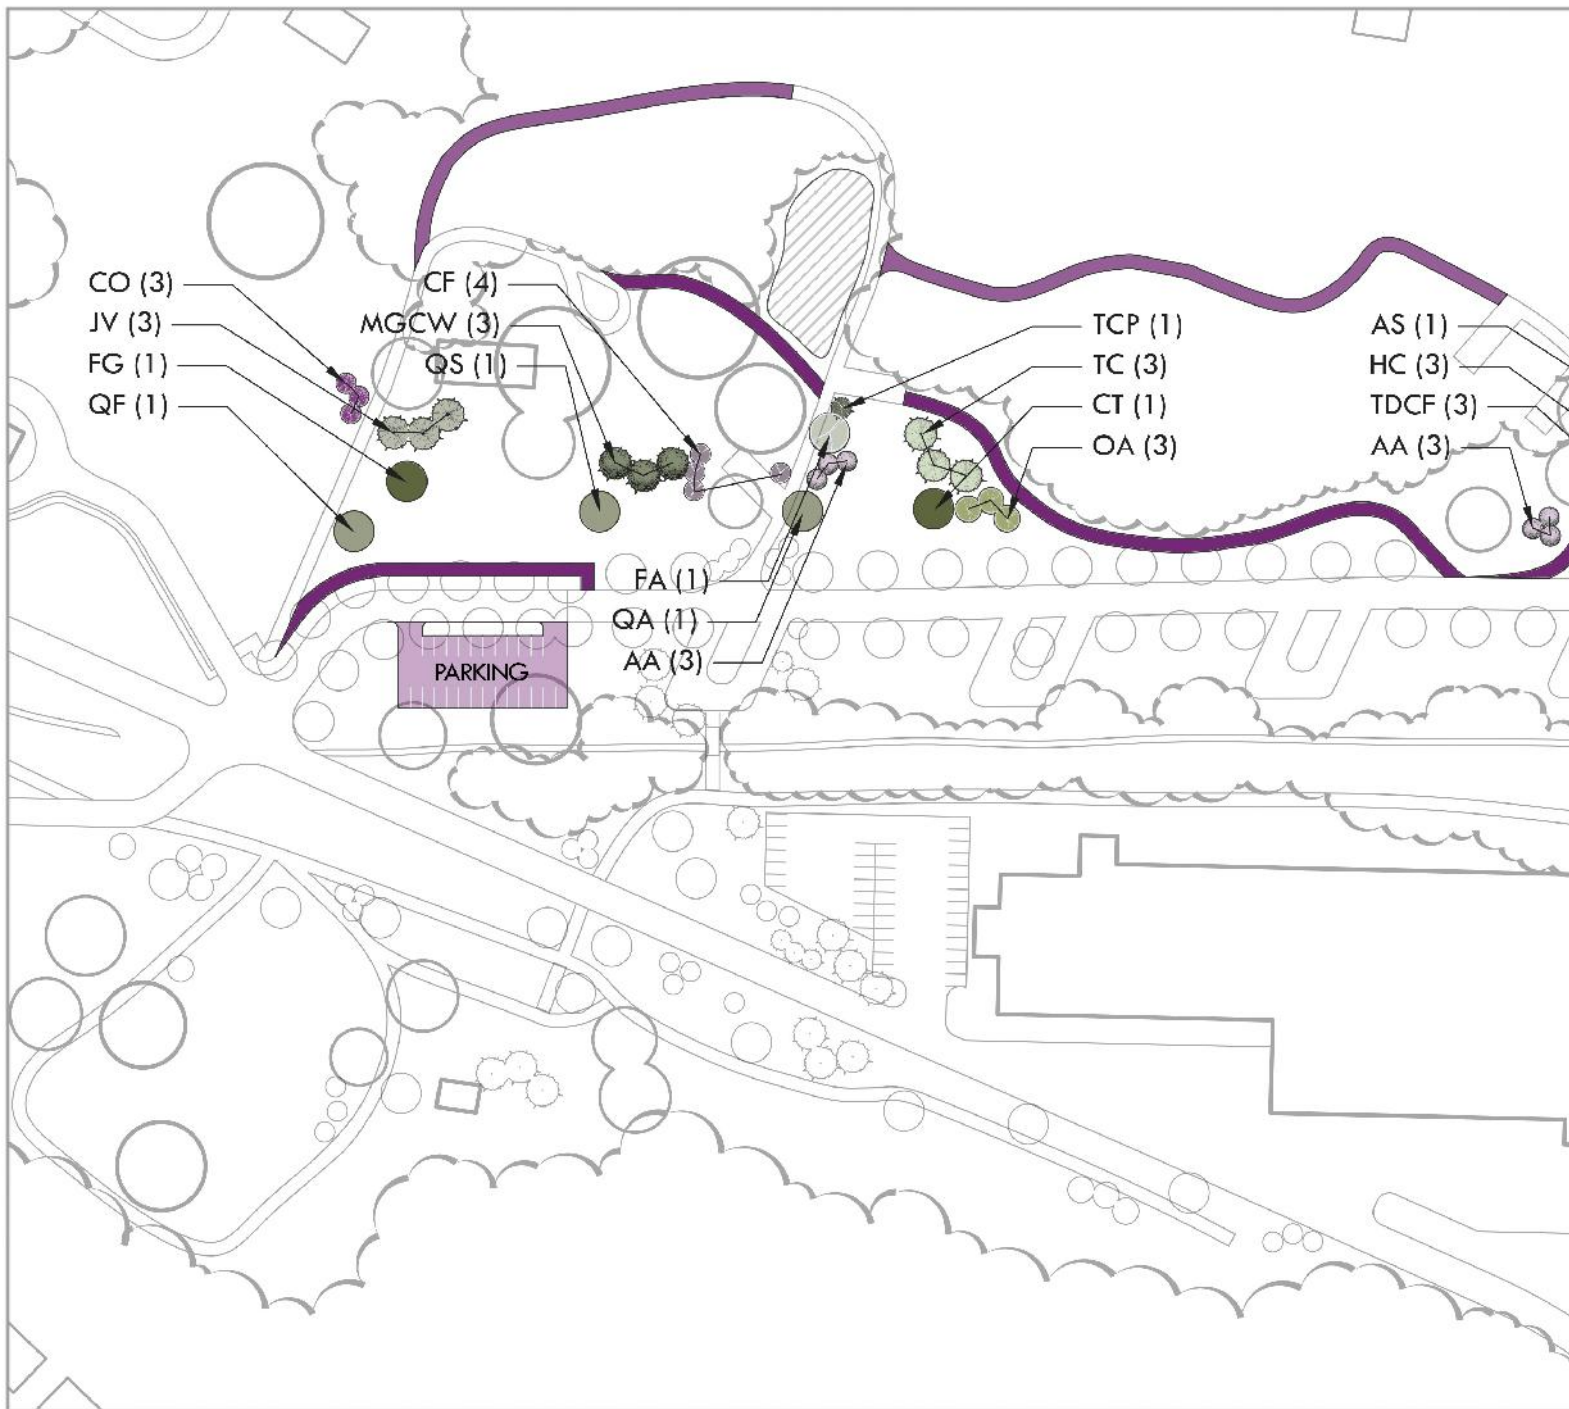 CO (3)
JV (3)
FG (1)
QF (1)
CF (4)
MGCW (3)
QS (1)
TCP (1)
TC (3)
CT (1)
OA (3)
AS (1)
HC (3)
TDCF (3)
AA (3)
FA (1)
QA (1)
AA (3)
PARKING